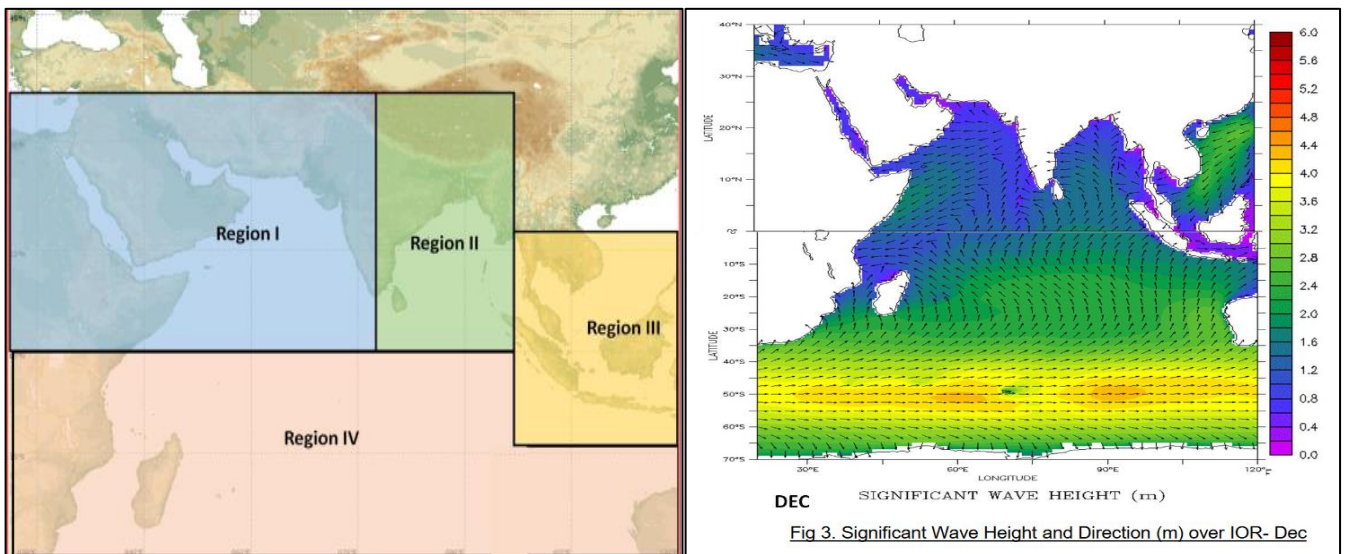 Region I
Region II
Region III
Region IV
40°N
30°N
20°N
10°N
0°
10°S
20°S
30°S
40°S
50°S
60°S
70°S
LATITUDE
LATITUDE
30°E
60°E
90°E
120°E
LONGITUDE
6.0
5.6
5.2
4.8
4.4
4.0
3.6
3.2
2.8
2.4
2.0
1.6
1.2
0.8
0.4
0.0
DEC
SIGNIFICANT WAVE HEIGHT (m)
Fig 3. Significant Wave Height and Direction (m) over IOR- Dec